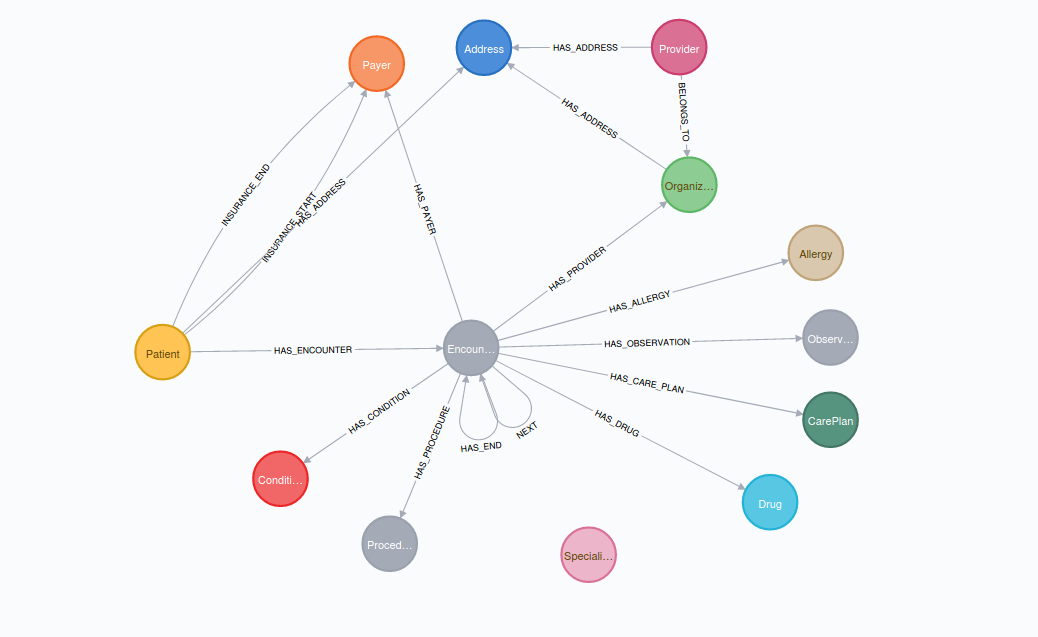 Payer
Address
HAS_ADDRESS
Provider
BELONGS_TO
HAS_ADDRESS
Organiz...
INSURANCE_END
INSURANCE_START
HAS_ADDRESS
HAS_PAYER
HAS_PROVIDER
Allergy
HAS_ALLERGY
Patient
HAS_ENCOUNTER
Encoun...
HAS_OBSERVATION
Observ...
HAS_CARE_PLAN
CarePlan
HAS_CONDITION
HAS_PROCEDURE
HAS_END
NEXT
HAS_DRUG
Conditi...
Drug
Proced...
Speciali...